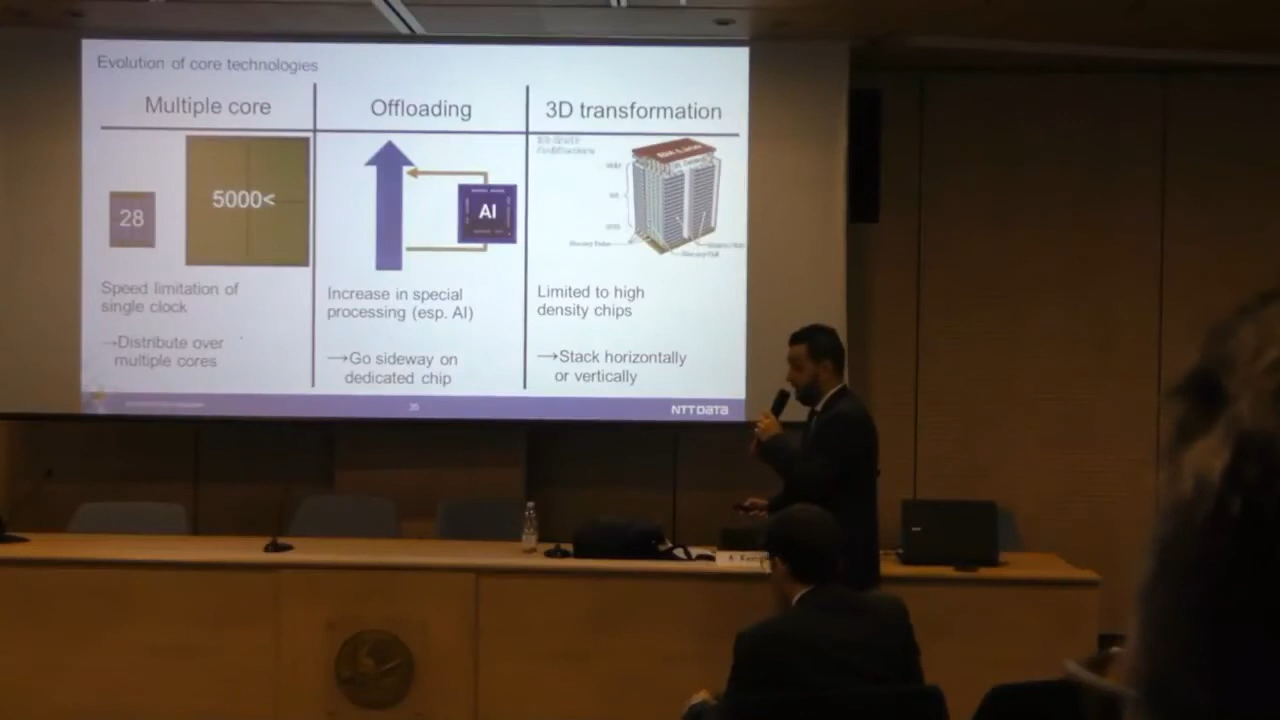 Evolution of core technologies
Multiple core
28
5000<
Speed limitation of
single clock
→Distribute over
multiple cores
Offloading
AI
Increase in special
processing (esp. AI)
→Go sideway on
dedicated chip
3D transformation
Limited to high
density chips
→Stack horizontally
or vertically
NTT DATA